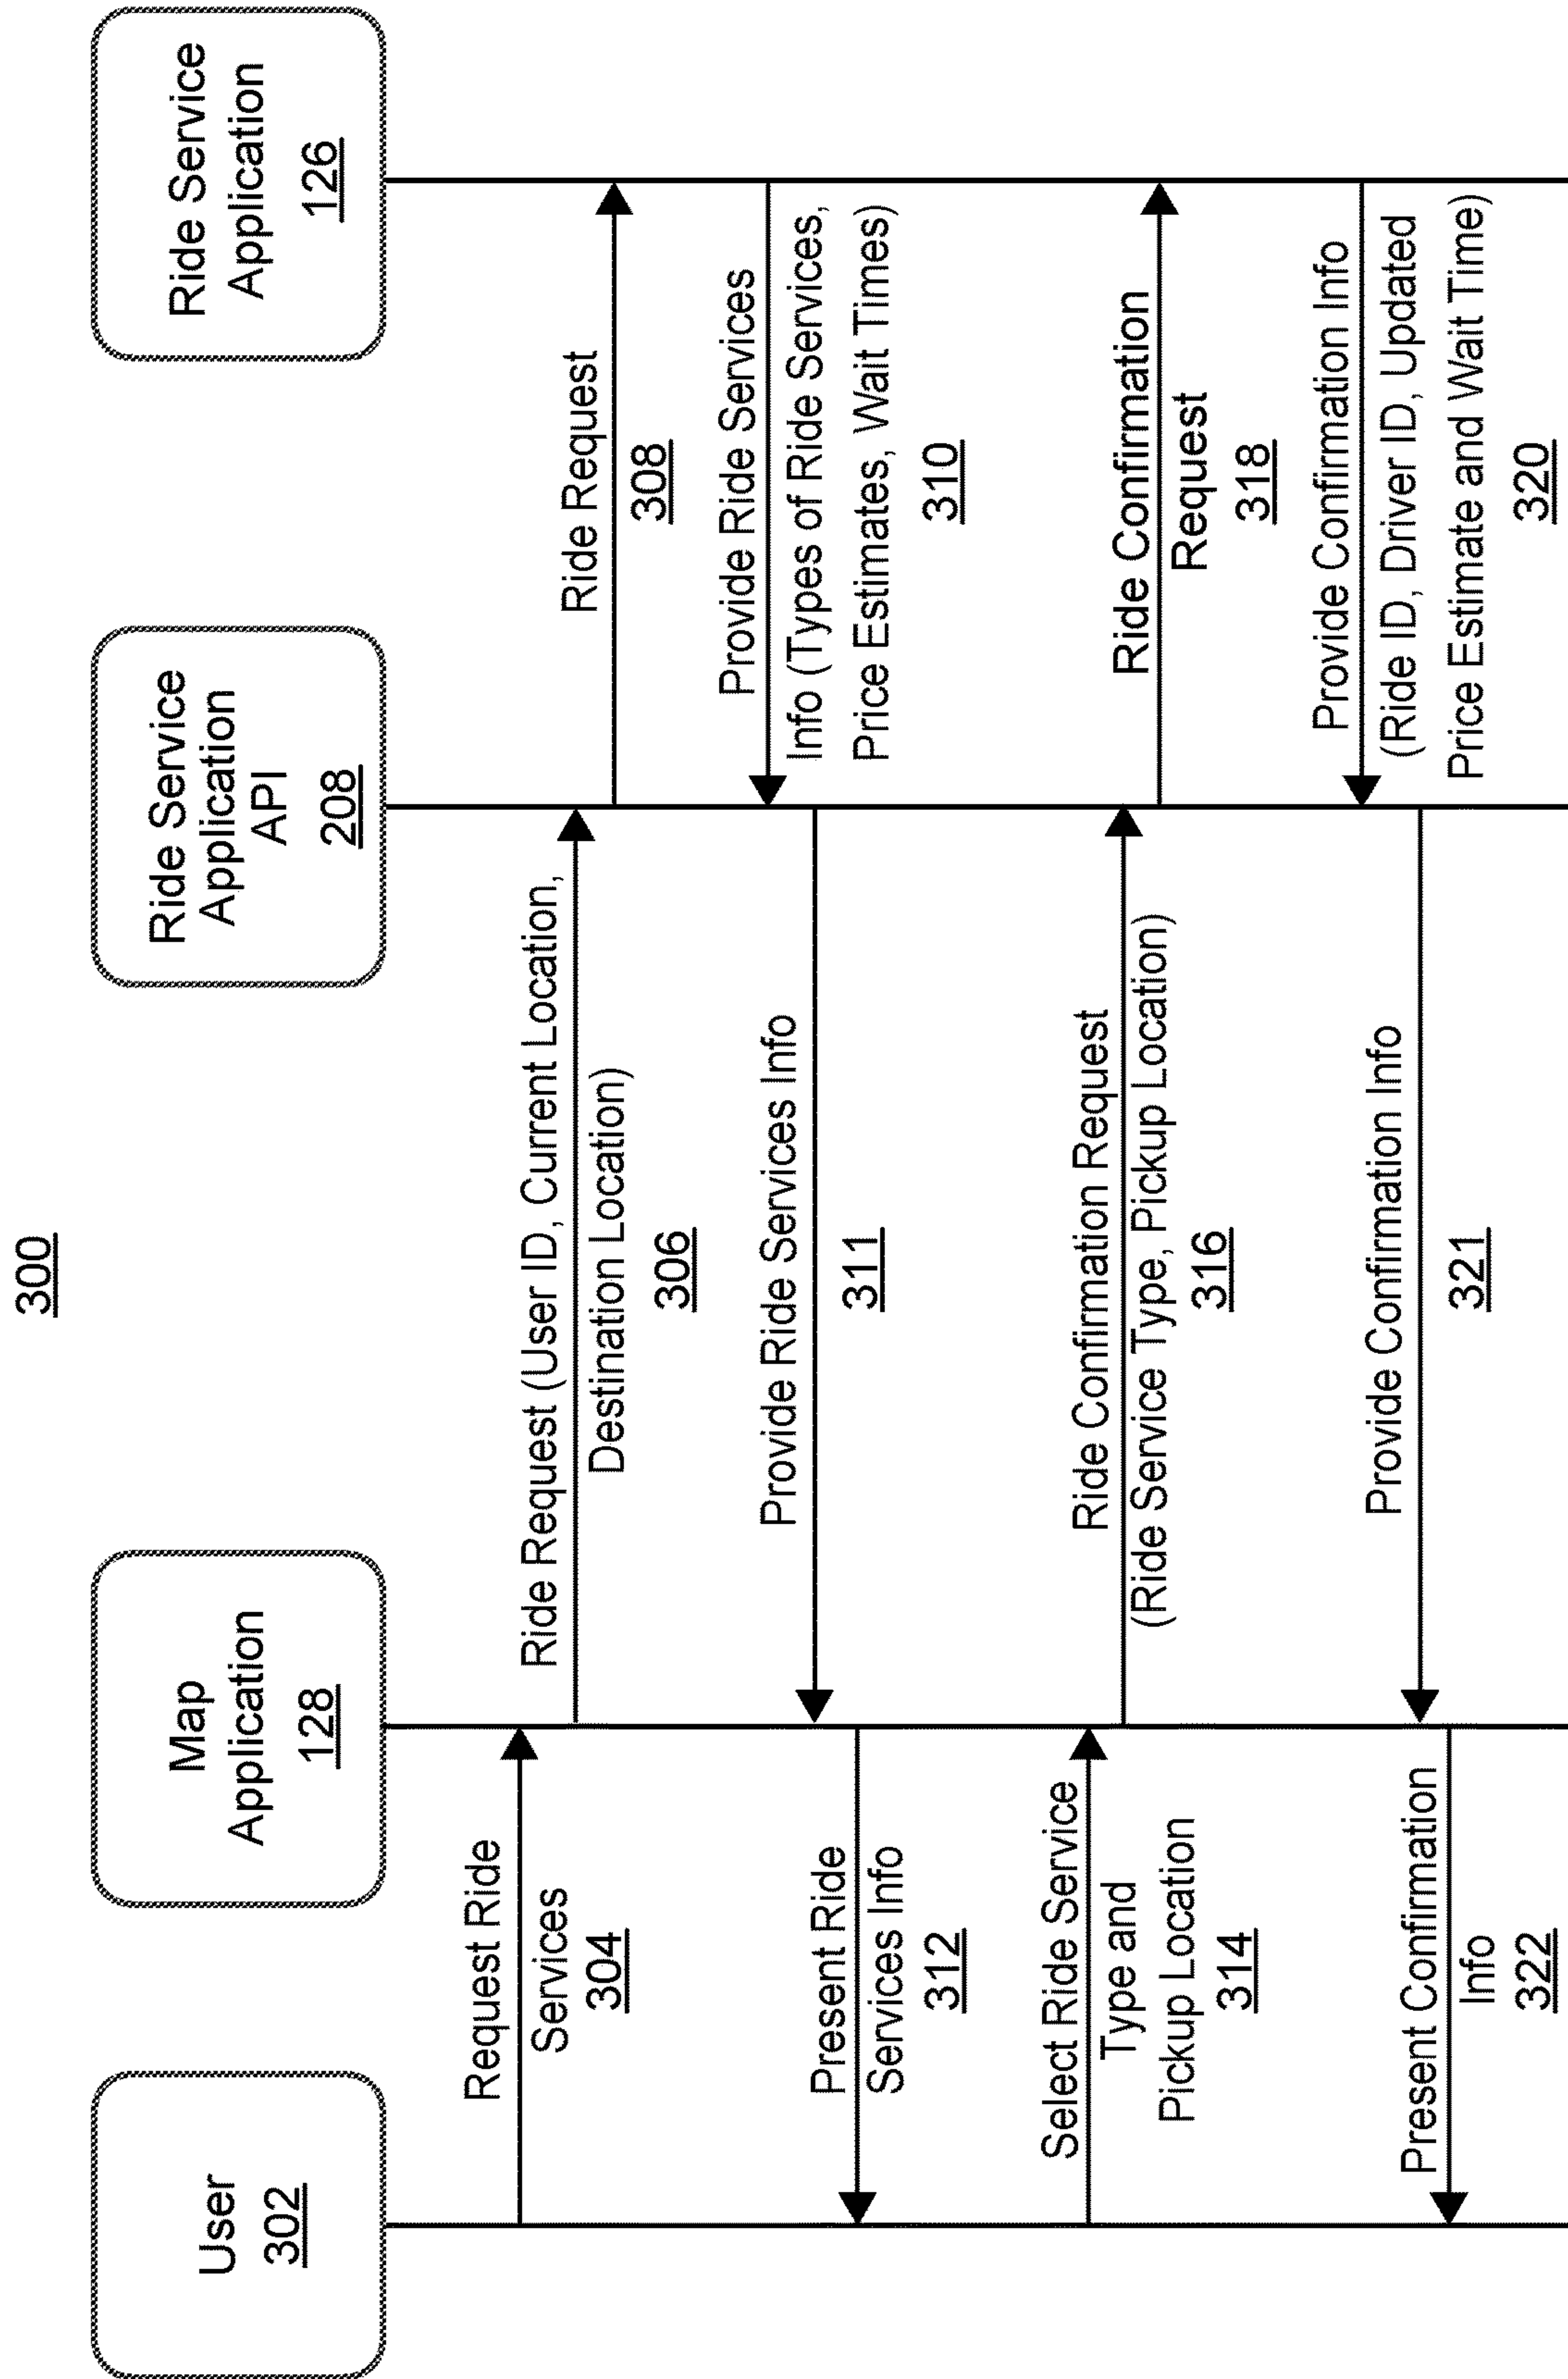 300
User
302
Map
Application
128
Ride Service
Application
API
208
Ride Service
Application
126
Request Ride
Services
304
Ride Request (User ID, Current Location,
Destination Location)
306
Ride Request
308
Provide Ride Services
Info (Types of Ride Services,
Price Estimates, Wait Times)
310
Provide Ride Services Info
311
Present Ride
Services Info
312
Select Ride Service
Type and
Pickup Location
314
Ride Confirmation Request
(Ride Service Type, Pickup Location)
316
Ride Confirmation
Request
318
Provide Confirmation Info
(Ride ID, Driver ID, Updated
Price Estimate and Wait Time)
320
Provide Confirmation Info
321
Present Confirmation
Info
322